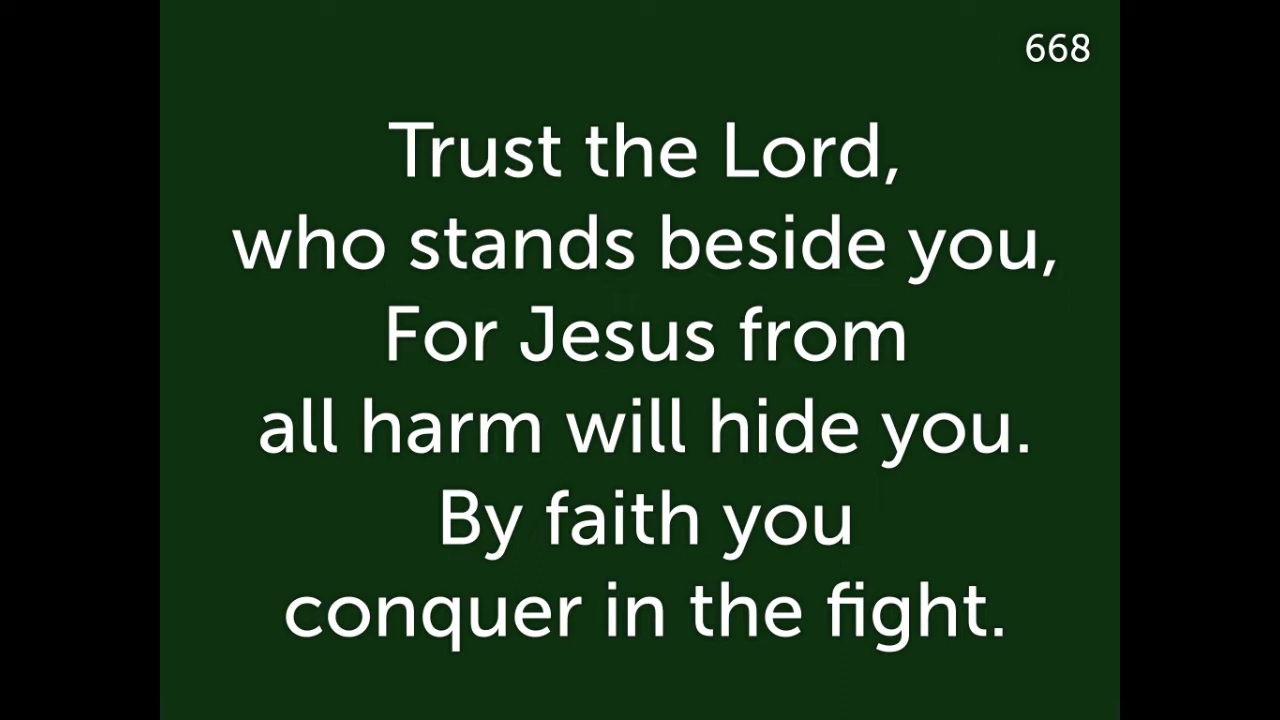 668
Trust the Lord,
who stands beside you,
For Jesus from
all harm will hide you.
By faith you
conquer in the fight.